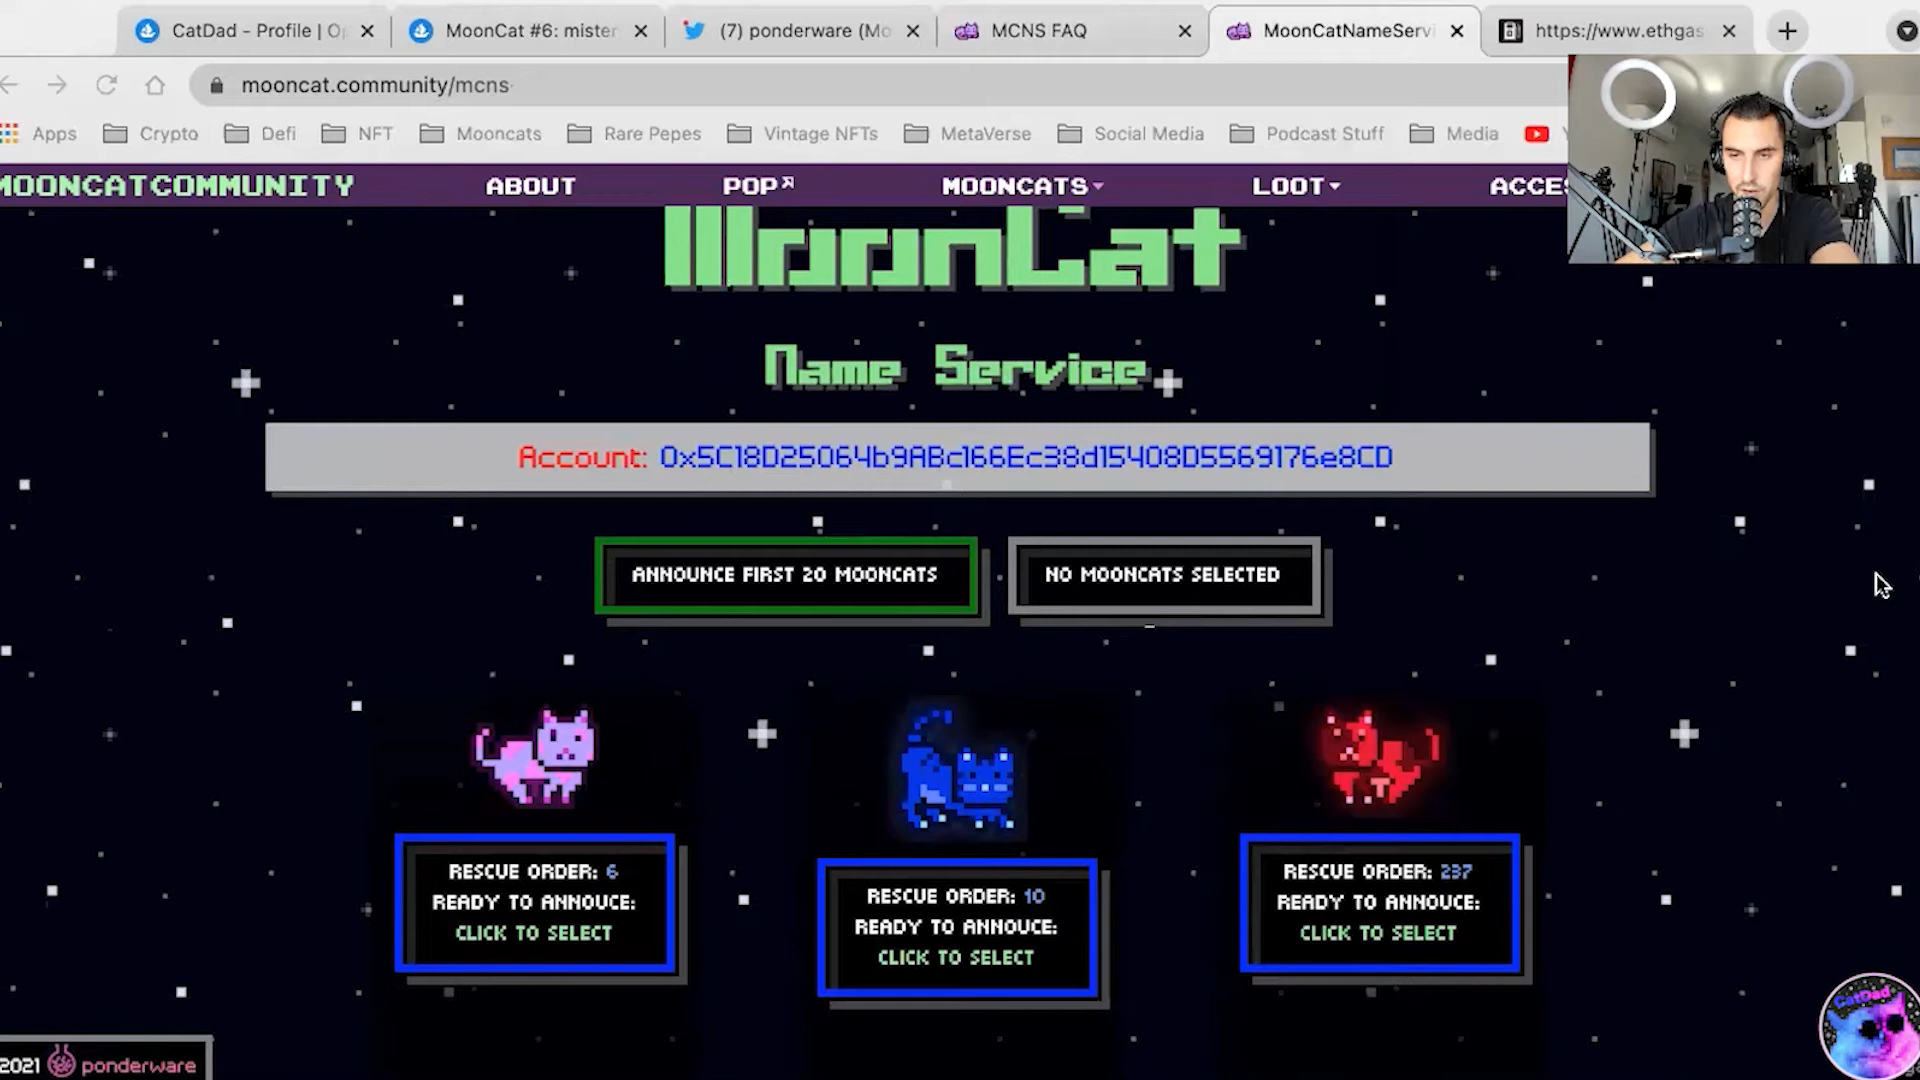 CatDad - Profile | O
MoonCat #6: mister
(7) ponderware (Mo
MCNS FAQ
MoonCatNameServi
https://www.ethgas
mooncat.community/mcns
Apps
Crypto
Defi
NFT
Mooncats
Rare Pepes
Vintage NFTs
MetaVerse
Social Media
Podcast Stuff
Media
MOONCATCOMMUNITY
ABOUT
POP
MOONCATS
LOOT
ACCES
MoonCat
Name Service
Account: 0x5C18D25064b9ABc166Ec38d15408D5569176e8CD
ANNOUNCE FIRST 20 MOONCATS
NO MOONCATS SELECTED
RESCUE ORDER: 6
READY TO ANNOUCE:
CLICK TO SELECT
RESCUE ORDER: 10
READY TO ANNOUCE:
CLICK TO SELECT
RESCUE ORDER: 237
READY TO ANNOUCE:
CLICK TO SELECT
CatDad
2021 ponderware